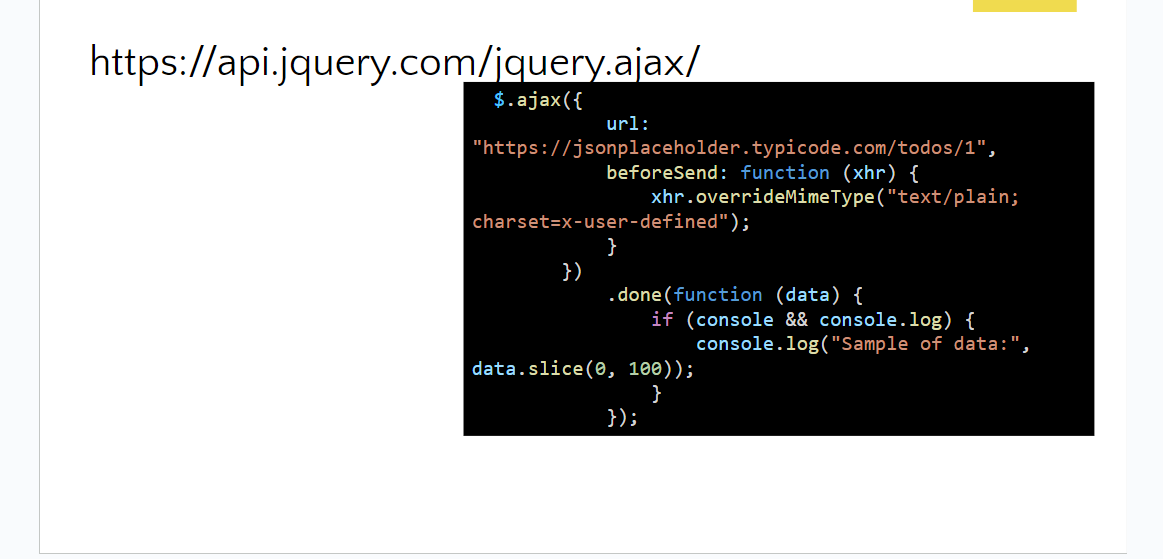 https://api.jquery.com/jquery.ajax/
$.ajax({
url:
"https://jsonplaceholder.typicode.com/todos/1",
beforeSend: function (xhr) {
xhr.overrideMimeType("text/plain;
charset=x-user-defined");
}
})
.done(function (data) {
if (console && console.log) {
console.log("Sample of data:",
data.slice(0, 100));
}
});